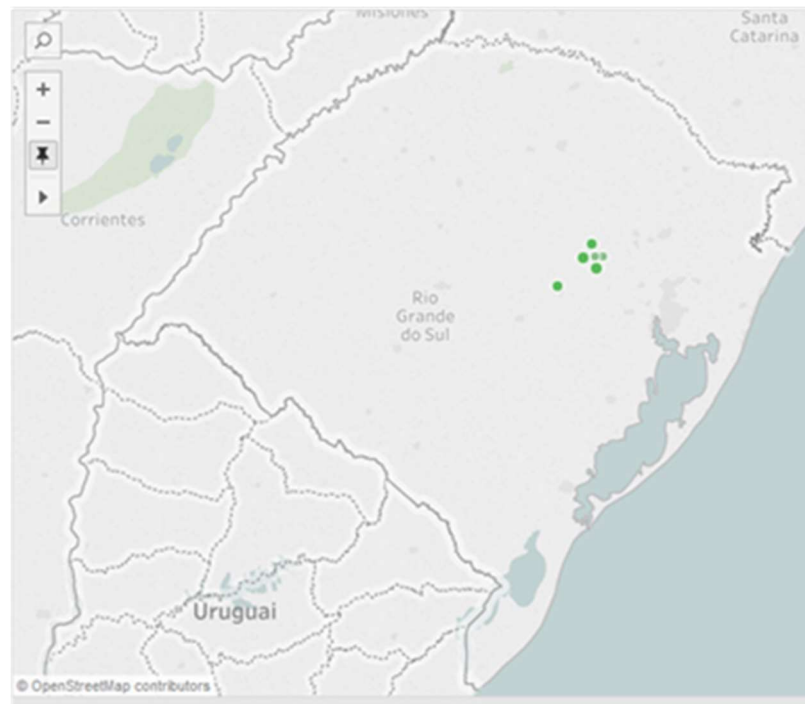 Misiones
Santa
Catarina
Corrientes
Rio
Grande
do Sul
Uruguai
© OpenStreetMap contributors